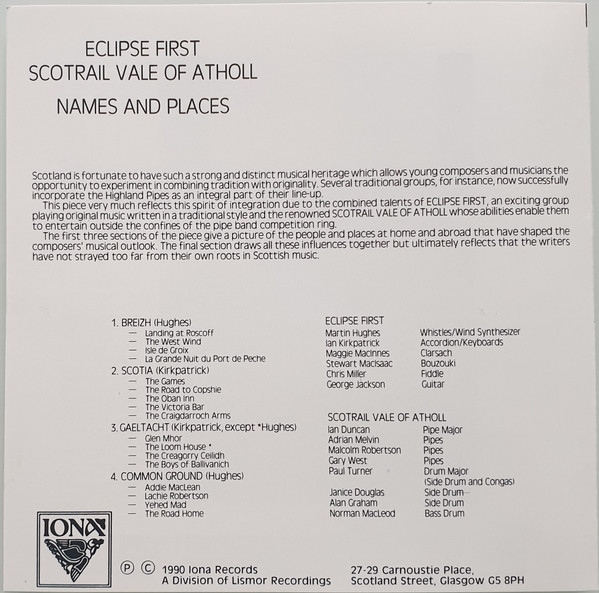 ECLIPSE FIRST
SCOTRAIL VALE OF ATHOLL
NAMES AND PLACES
Scotland is fortunate to have such a strong and distinct musical heritage which allows young composers and musicians the
opportunity to experiment in combining tradition with originality. Several traditional groups, for instance, now successfully
incorporate the Highland Pipes as an integral part of their line-up.
This piece very much reflects this spirit of integration due to the combined talents of ECLIPSE FIRST, an exciting group
playing original music written in a traditional style and the renowned SCOTRAIL VALE OF ATHOLL whose abilities enable them
to entertain outside the confines of the pipe band competition ring.
The first three sections of the piece give a picture of the people and places at home and abroad that have shaped the
composers' musical outlook. The final section draws all these influences together but ultimately reflects that the writers
have not strayed too far from their own roots in Scottish music.
1. BREIZH (Hughes)
— Landing at Roscoff
— The West Wind
— Isle de Groix
— La Grande Nuit du Port de Peche
2. SCOTIA (Kirkpatrick)
— The Games
— The Road to Copshie
— The Oban Inn
— The Victoria Bar
— The Craigdarroch Arms
3. GAELTACHT (Kirkpatrick, except *Hughes)
— Glen Mhor
— The Loom House *
— The Creagorry Ceilidh
— The Boys of Ballivanich
4. COMMON GROUND (Hughes)
— Addie MacLean
— Lachie Robertson
— Yehed Mad
— The Road Home
ECLIPSE FIRST
Martin Hughes Whistles/Wind Synthesizer
Ian Kirkpatrick Accordion/Keyboards
Maggie MacInnes Clarsach
Stewart MacIsaac Bouzouki
Chris Miller Fiddle
George Jackson Guitar
SCOTRAIL VALE OF ATHOLL
Ian Duncan Pipe Major
Adrian Melvin Pipes
Malcolm Robertson Pipes
Gary West Pipes
Paul Turner Drum Major
(Side Drum and Congas)
Janice Douglas Side Drum
Alan Graham Side Drum
Norman MacLeod Bass Drum
IONA
Ⓟ © 1990 Iona Records
A Division of Lismor Recordings
27-29 Carnoustie Place,
Scotland Street, Glasgow G5 8PH